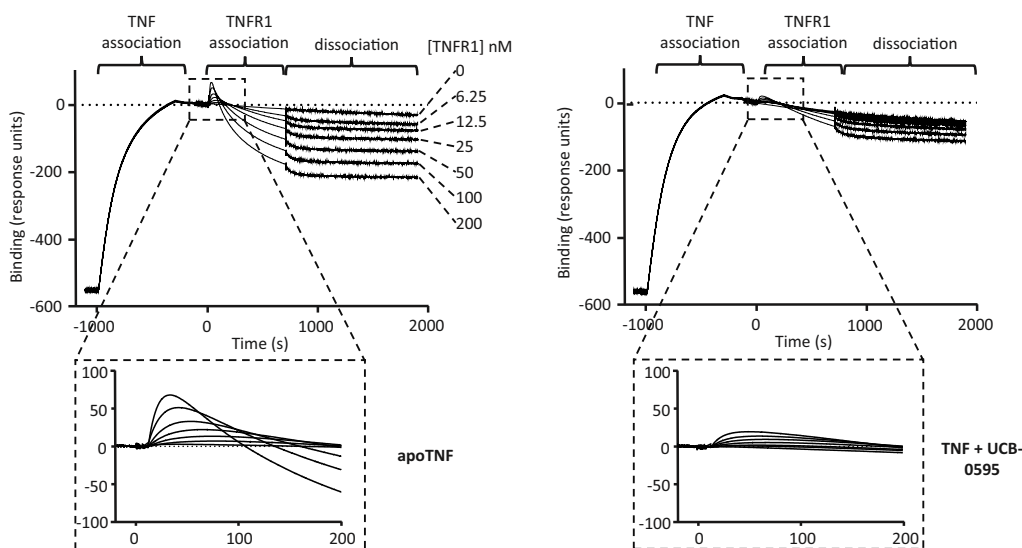 TNF TNFR1
association association dissociation [TNFR1] nM
0
6.25
12.5
25
50
100
200
Binding (response units)
0
-200
-400
-600
-1000 0 1000 2000
Time (s)
100
50
0
-50
-100
0 100 200
apoTNF
TNF TNFR1
association association dissociation
Binding (response units)
0
-200
-400
-600
-1000 0 1000 2000
Time (s)
100
50
0
-50
-100
0 200
TNF + UCB-
0595